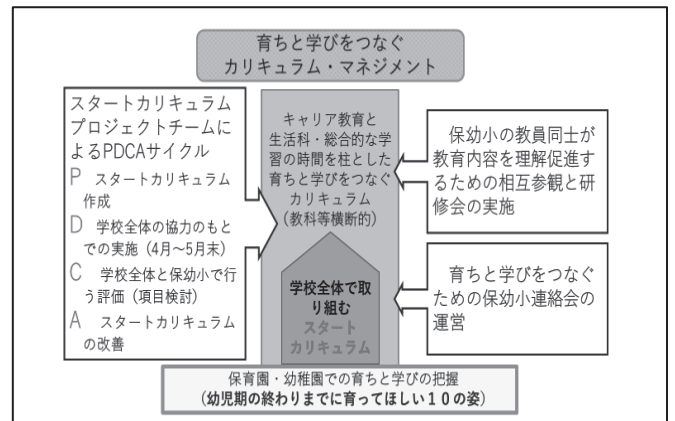 育ちと学びをつなぐ
カリキュラム・マネジメント
スタートカリキュラム
プロジェクトチームに
よるPDCAサイクル
P スタートカリキュラム
作成
D 学校全体の協力のもと
での実施（4月～5月末）
C 学校全体と保幼小で行
う評価（項目検討）
A スタートカリキュラム
の改善
キャリア教育と
生活科・総合的な学
習の時間を柱とした
育ちと学びをつなぐ
カリキュラム
（教科等横断的）
学校全体で取
り組む
スタート
カリキュラム
保幼小の教員同士が
教育内容を理解促進す
るための相互参観と研
修会の実施
育ちと学びをつなぐ
ための保幼小連絡会の
運営
保育園・幼稚園での育ちと学びの把握
（幼児期の終わりまでに育ってほしい１０の姿）